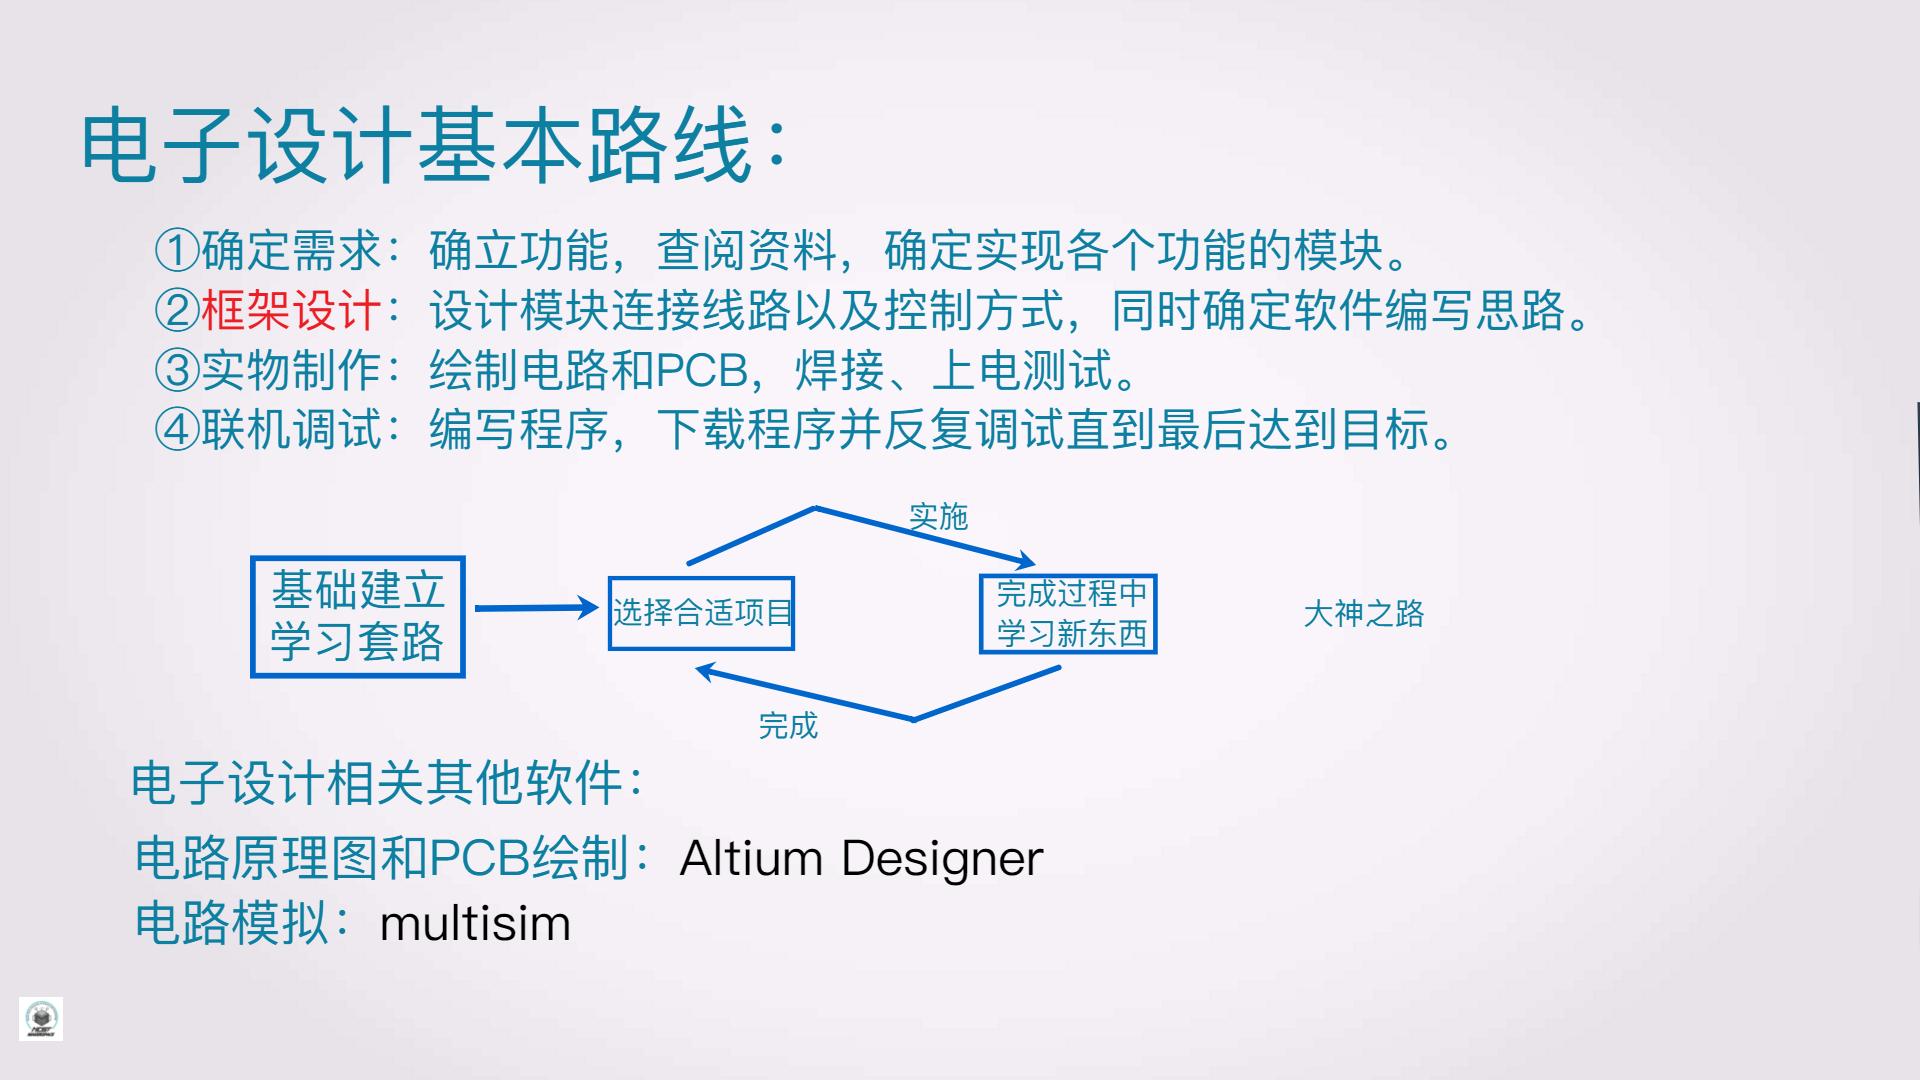 电子设计基本路线：
①确定需求：确立功能，查阅资料，确定实现各个功能的模块。
②框架设计：设计模块连接线路以及控制方式，同时确定软件编写思路。
③实物制作：绘制电路和PCB，焊接、上电测试。
④联机调试：编写程序，下载程序并反复调试直到最后达到目标。
实施
基础建立
学习套路
选择合适项目
完成过程中
学习新东西
大神之路
完成
电子设计相关其他软件：
电路原理图和PCB绘制：Altium Designer
电路模拟：multisim